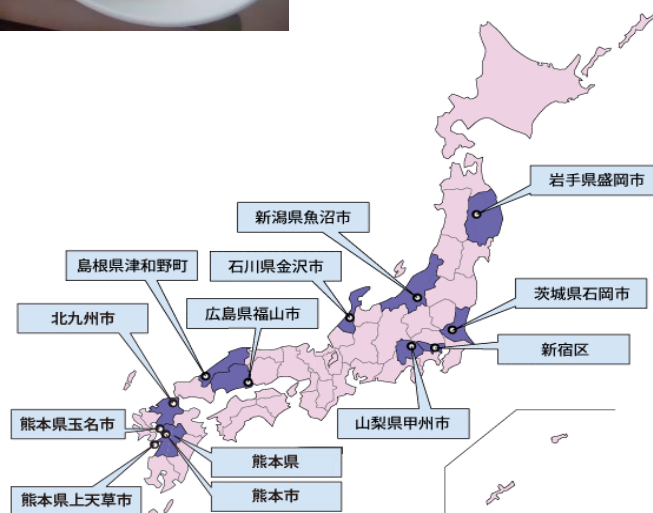 岩手県盛岡市
新潟県魚沼市
島根県津和野町
石川県金沢市
茨城県石岡市
北九州市
広島県福山市
新宿区
山梨県甲州市
熊本県玉名市
熊本県
熊本県上天草市
熊本市